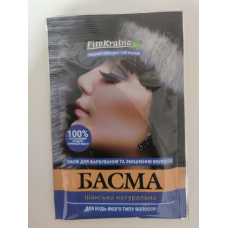 FitoKraina
100%
ЗАСІБ ДЛЯ ФАРБУВАННЯ ТА ЗМІЦНЕННЯ ВОЛОССЯ
БАСМА
іранська натуральна
ДЛЯ БУДЬ-ЯКОГО ТИПУ ВОЛОССЯ